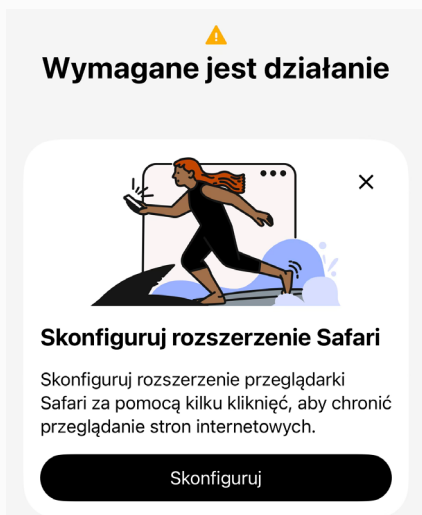 Wymagane jest działanie
Skonfiguruj rozszerzenie Safari
Skonfiguruj rozszerzenie przeglądarki
Safari za pomocą kilku kliknięć, aby chronić
przeglądanie stron internetowych.
Skonfiguruj